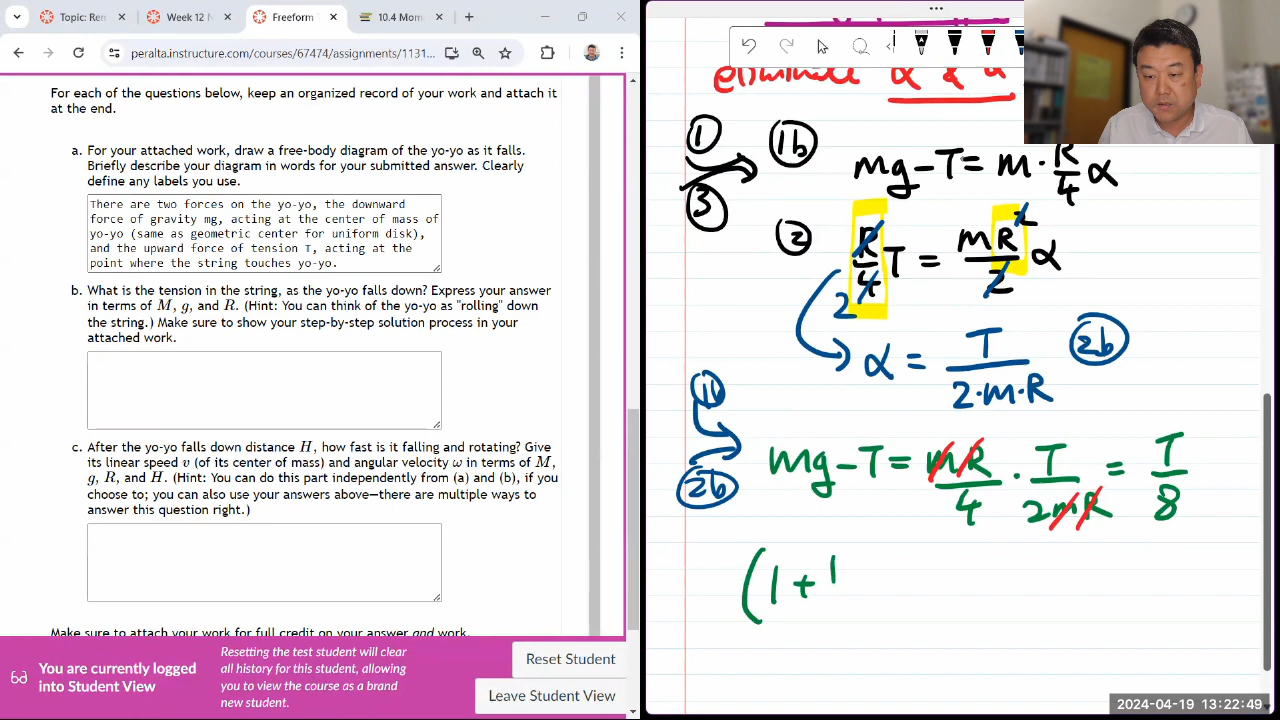 Topic: Rem
Week 12 M
Freeform
10.4 Mome
peralta.instructure.com/courses/67
assignments/1131
For each of the questions below, keep an organized record of your work and attach it
at the end.
a. For your attached work, draw a free-body diagram of the yo-yo as it falls.
Briefly describe your diagram in words for your submitted answer. Clearly
define any labels you use.
There are two forces on the yo-yo, the downward
force of gravity mg, acting at the center of mass of
yo-yo (same as geometric center for uniform disk),
and the upward force of tension T, acting at the
point where the string touches yo-yo.
b. What is the tension in the string, as the yo-yo falls down? Express your answer
in terms of M, g, and R. (Hint: You can think of the yo-yo as "rolling" down
the string.) Make sure to show your step-by-step solution process in your
attached work.
c. After the yo-yo falls down distance H, how fast is it falling and rotating? Give
its linear speed v (of its center of mass) and angular velocity ω in terms of M,
g, R, and H. (Hint: You can do this part independently from (a) and (b), if you
choose to; you can also use your answers above—there are multiple ways to
answer this question right.)
Make sure to attach your work for full credit on your answer and work.
You are currently logged
into Student View
Resetting the test student will clear
all history for this student, allowing
you to view the course as a brand
new student.
Reset Student
Leave Student View
eliminate
① ③ 1b mg-T = m · R/4 α
② R/4 T = mR²/2 α
2
α = T/(2·m·R) 2b
1b 2b mg-T = mR/4 · T/2mR = T/8
(1 + 1
2024-04-19 13:22:49